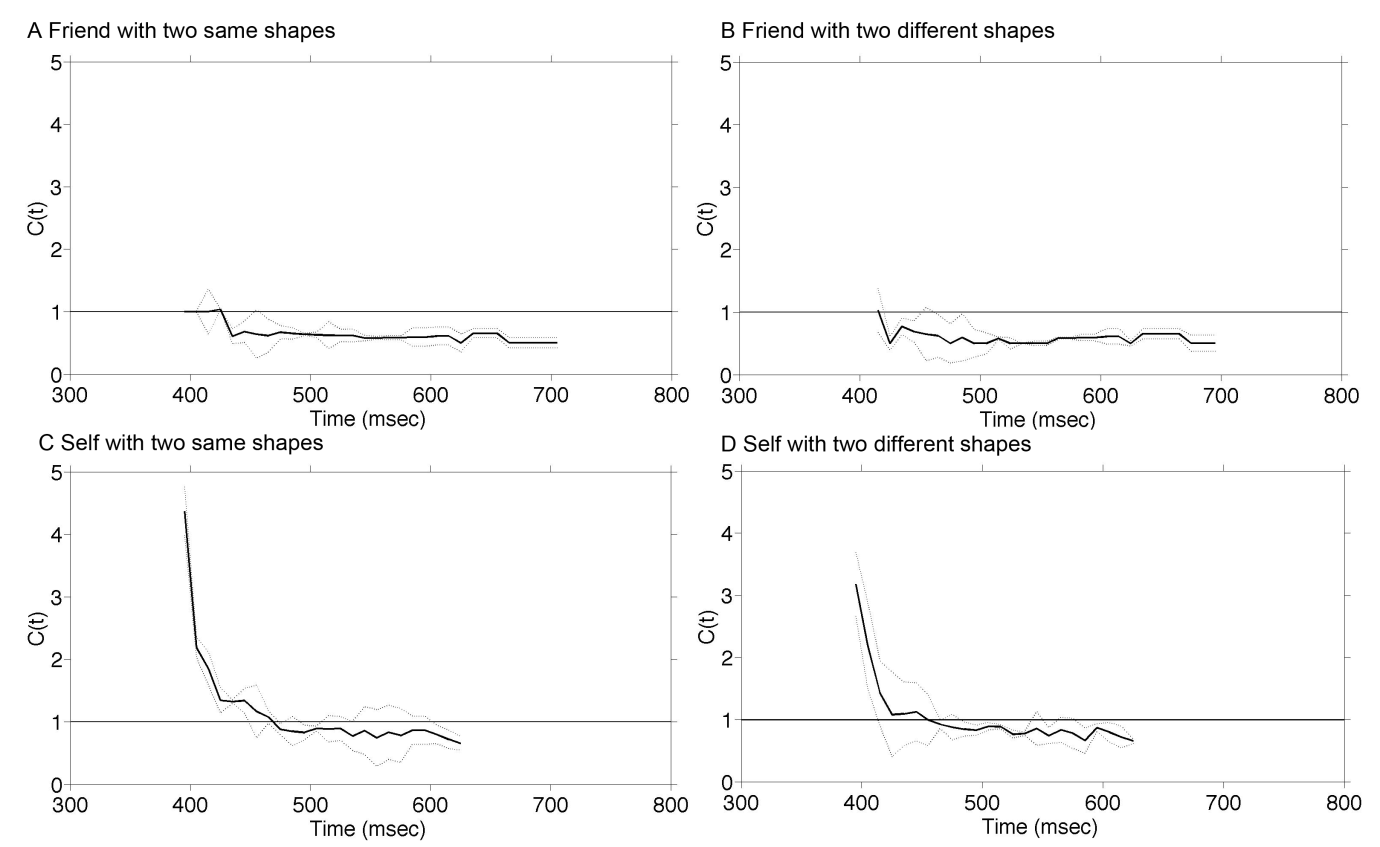 A Friend with two same shapes
5
4
3
2
1
0
C(t)
300 400 500 600 700 800
Time (msec)
B Friend with two different shapes
5
4
3
2
1
0
C(t)
300 400 500 600 700 800
Time (msec)
C Self with two same shapes
5
4
3
2
1
0
C(t)
300 400 500 600 700 800
Time (msec)
D Self with two different shapes
5
4
3
2
1
0
C(t)
300 400 500 600 700 800
Time (msec)